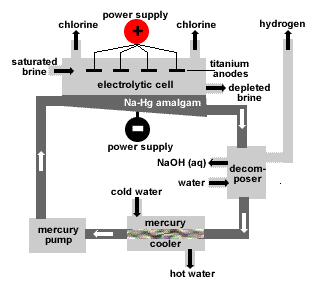 power supply
chlorine
chlorine
hydrogen
+
saturated
brine
titanium
anodes
electrolytic cell
depleted
brine
Na-Hg amalgam
power supply
NaOH (aq)
decom-
poser
water
cold water
mercury
pump
mercury
cooler
hot water